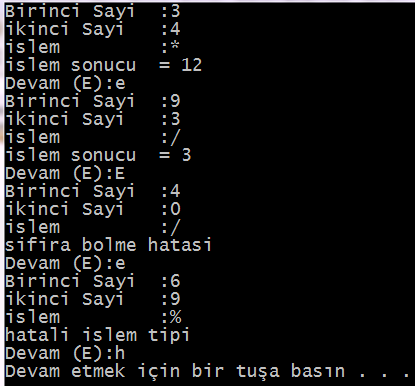 Birinci Sayi   :3
ikinci Sayi    :4
islem          :*
islem sonucu  = 12
Devam (E):e
Birinci Sayi   :9
ikinci Sayi    :3
islem          :/
islem sonucu  = 3
Devam (E):E
Birinci Sayi   :4
ikinci Sayi    :0
islem          :/
sifira bolme hatasi
Devam (E):e
Birinci Sayi   :6
ikinci Sayi    :9
islem          :%
hatali islem tipi
Devam (E):h
Devam etmek için bir tuşa basın . . .